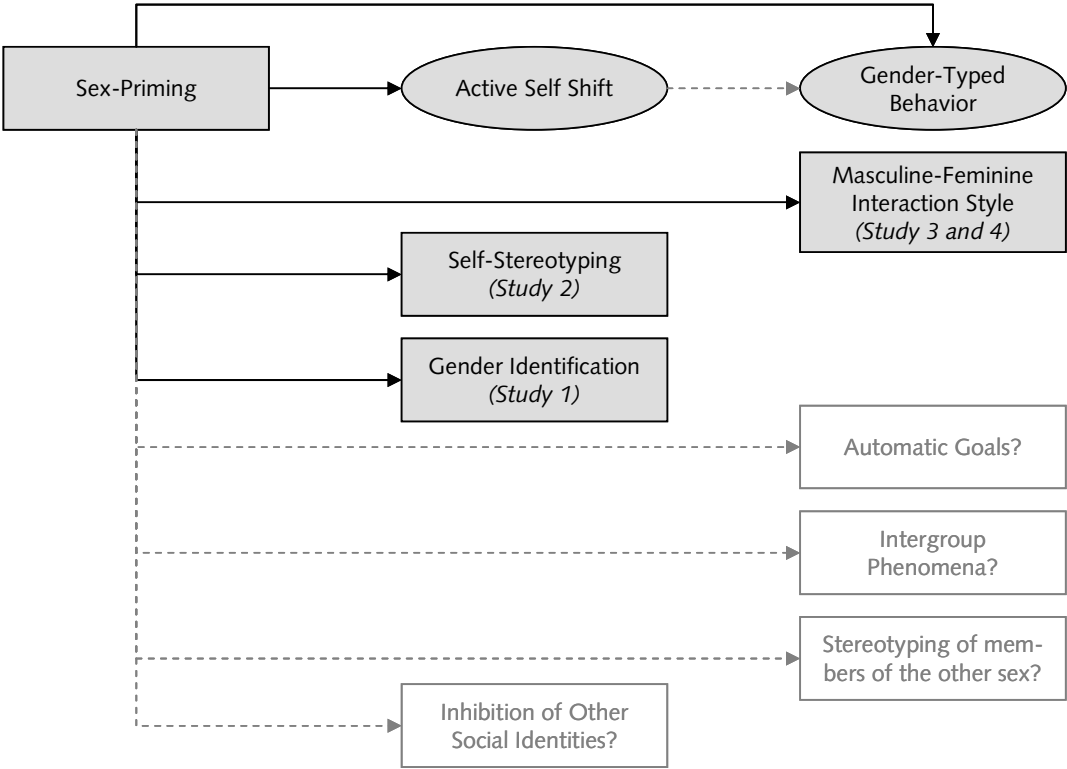 Sex-Priming
Active Self Shift
Gender-Typed
Behavior
Masculine-Feminine
Interaction Style
(Study 3 and 4)
Self-Stereotyping
(Study 2)
Gender Identification
(Study 1)
Automatic Goals?
Intergroup
Phenomena?
Stereotyping of mem-
bers of the other sex?
Inhibition of Other
Social Identities?